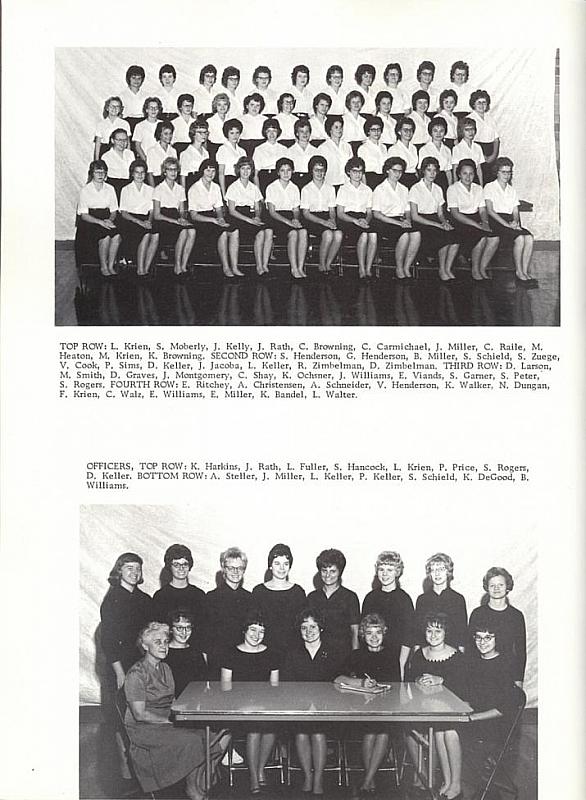 TOP ROW: L. Krien, S. Moberly, J. Kelly, J. Rath, C. Browning, C. Carmichael, J. Miller, C. Raile, M.
Heaton, M. Krien, K. Browning. SECOND ROW: S. Henderson, G. Henderson, B. Miller, S. Schield, S. Zuege,
V. Cook, P. Sims, D. Keller, J. Jacoba, L. Keller, R. Zimbelman, D. Zimbelman. THIRD ROW: D. Larson,
M. Smith, D. Graves, J. Montgomery, C. Shay, K. Ochsner, J. Williams, E. Viands, S. Garner, S. Peter,
S. Rogers. FOURTH ROW: E. Ritchey, A. Christensen, A. Schneider, V. Henderson, K. Walker, N. Dungan,
F. Krien, C. Walz, E. Williams, E. Miller, K. Bandel, L. Walter.
OFFICERS, TOP ROW: K. Harkins, J. Rath, L. Fuller, S. Hancock, L. Krien, P. Price, S. Rogers,
D. Keller. BOTTOM ROW: A. Steller, J. Miller, L. Keller, P. Keller, S. Schield, K. DeGood, B.
Williams.